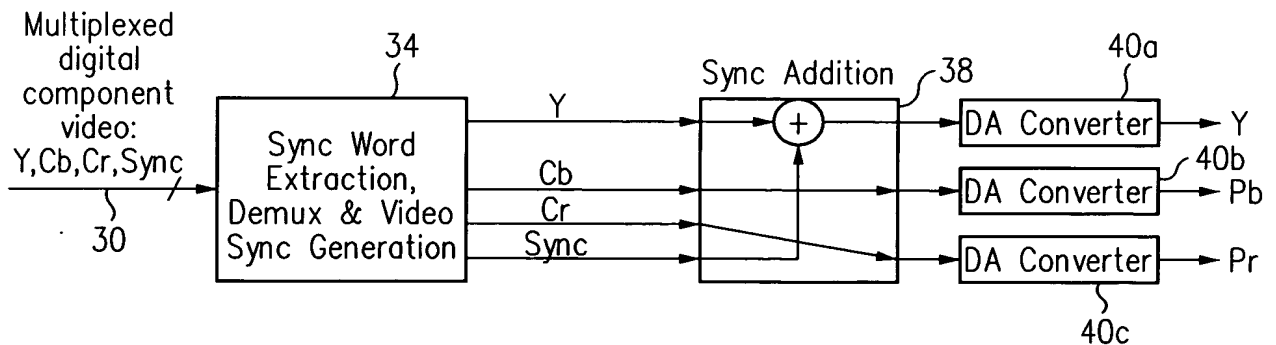 Multiplexed
digital
component
video:
Y,Cb,Cr,Sync
30
34
Sync Word
Extraction,
Demux & Video
Sync Generation
Y
Cb
Cr
Sync
Sync Addition
38
+
40a
DA Converter
Y
40b
DA Converter
Pb
DA Converter
Pr
40c